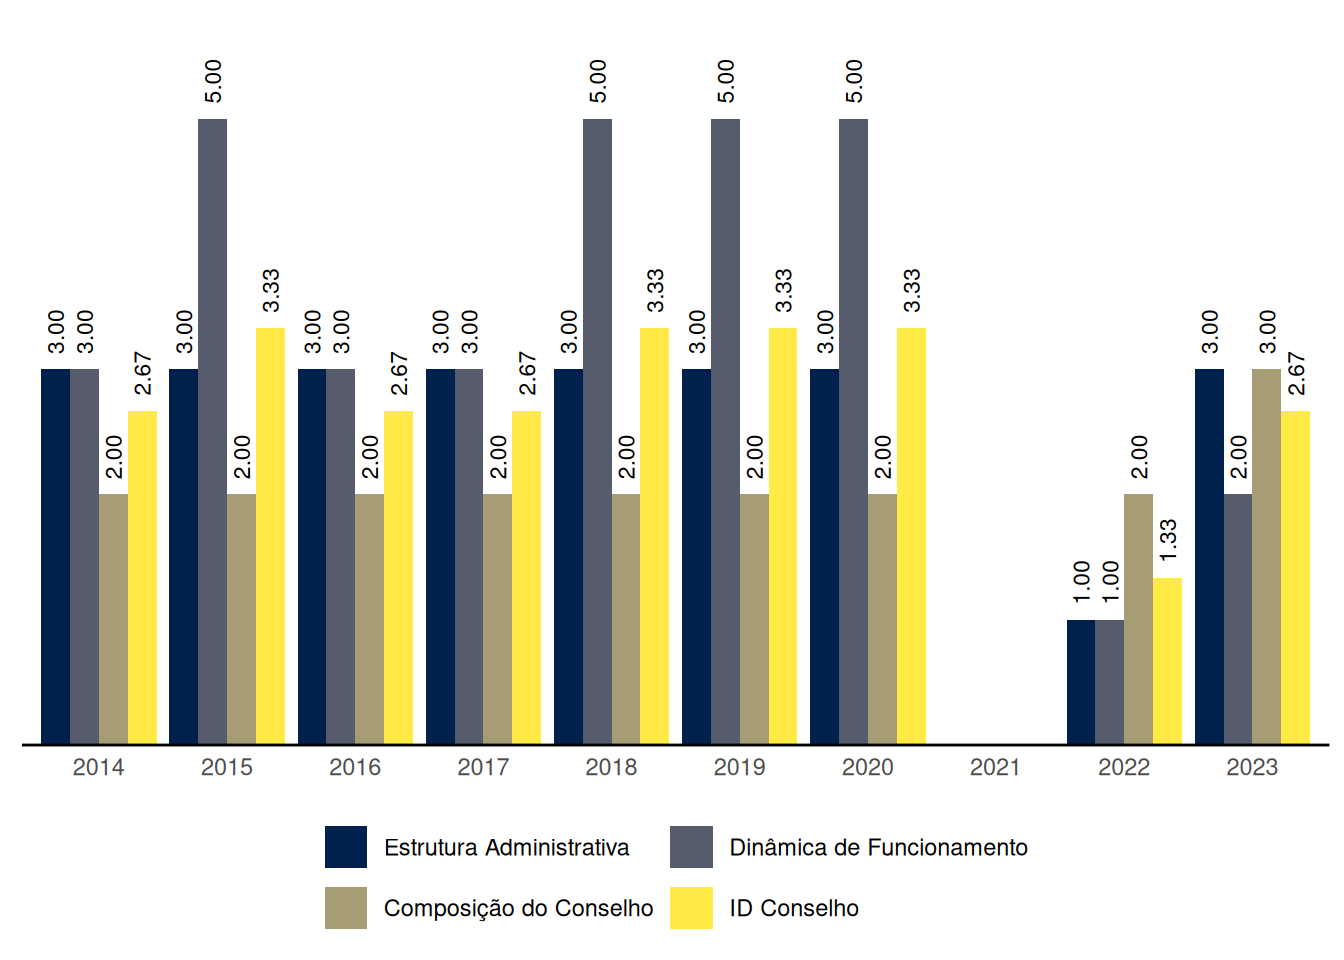 5.00 5.00 5.00 5.00
3.33 3.33 3.33 3.33
3.00 3.00 3.00 3.00 3.00 3.00 3.00 3.00 3.00 3.00 3.00
2.67 2.67 2.67 2.67
2.00 2.00 2.00 2.00 2.00 2.00 2.00 2.00 2.00
1.33
1.00 1.00
2014 2015 2016 2017 2018 2019 2020 2021 2022 2023
Estrutura Administrativa Dinâmica de Funcionamento
Composição do Conselho ID Conselho